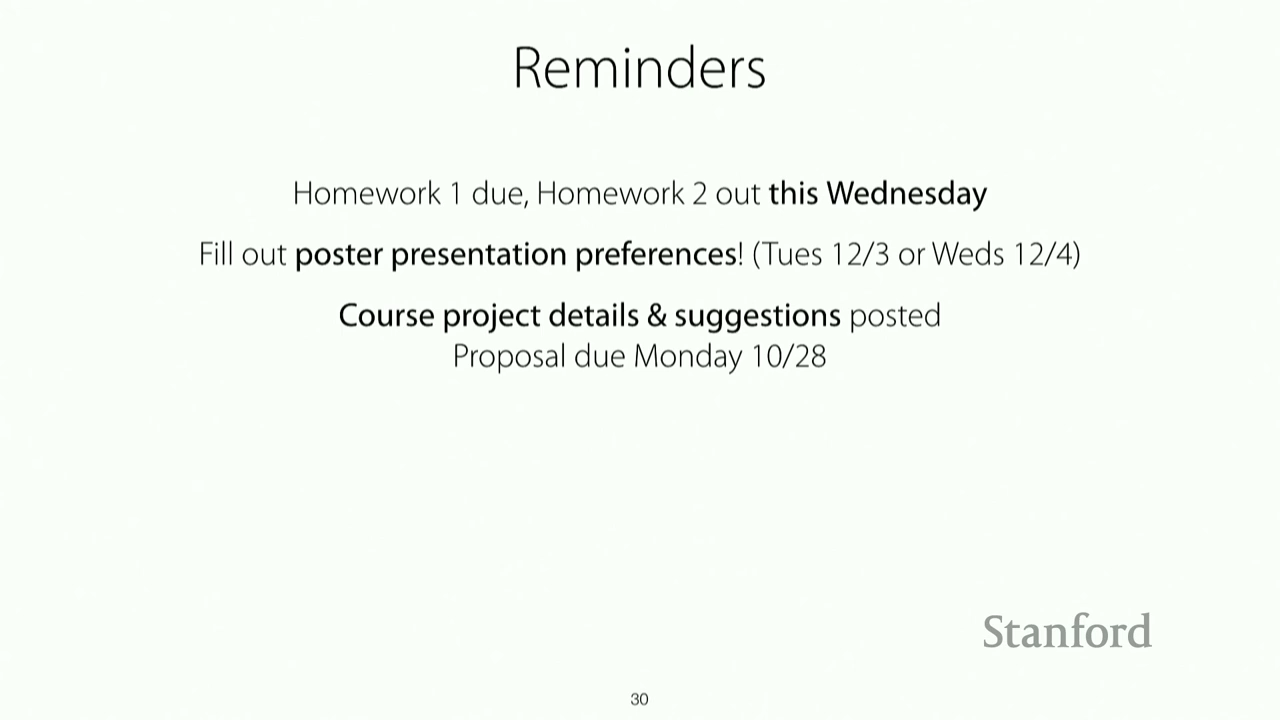 Reminders
Homework 1 due, Homework 2 out this Wednesday
Fill out poster presentation preferences! (Tues 12/3 or Weds 12/4)
Course project details & suggestions posted
Proposal due Monday 10/28
Stanford
30